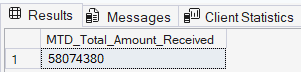 Results Messages Client Statistics
MTD_Total_Amount_Received
1 58074380